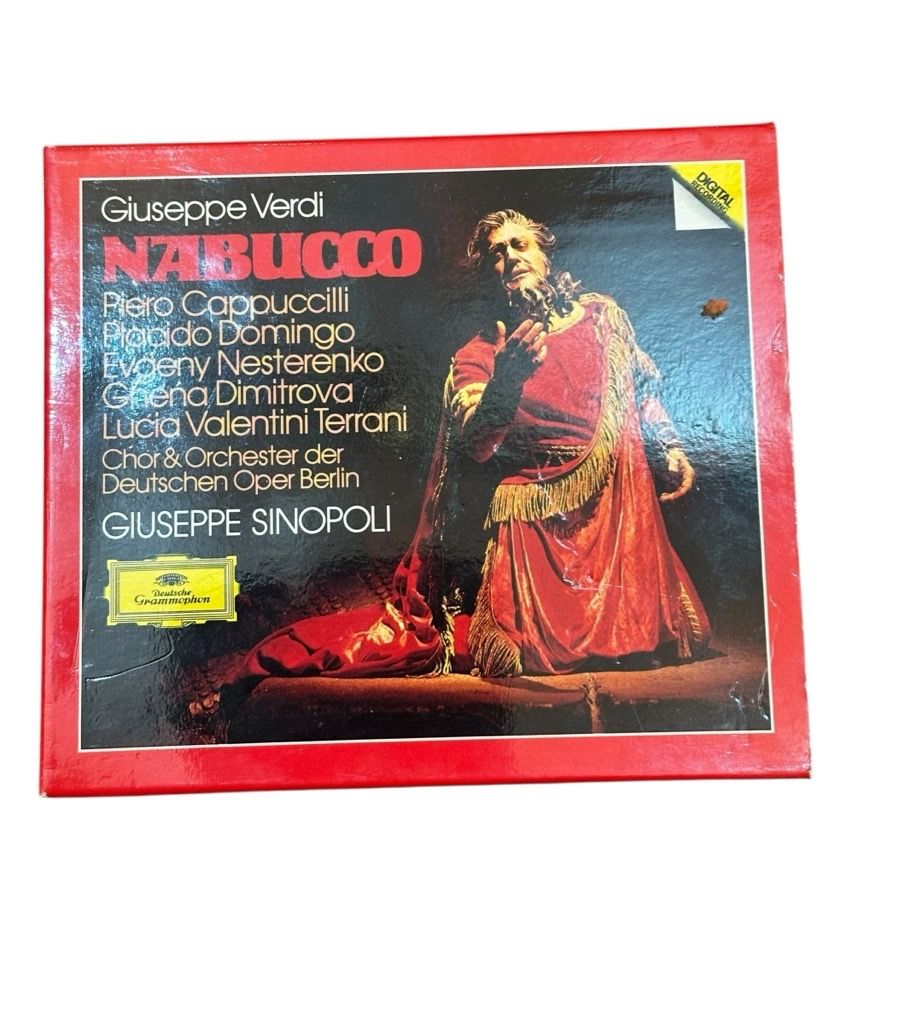 Giuseppe Verdi
NABUCCO
Piero Cappuccilli
Placido Domingo
Evgeny Nesterenko
Ghena Dimitrova
Lucia Valentini Terrani
Chor & Orchester der
Deutschen Oper Berlin
GIUSEPPE SINOPOLI
Deutsche
Grammophon
DIGITAL
RECORDING